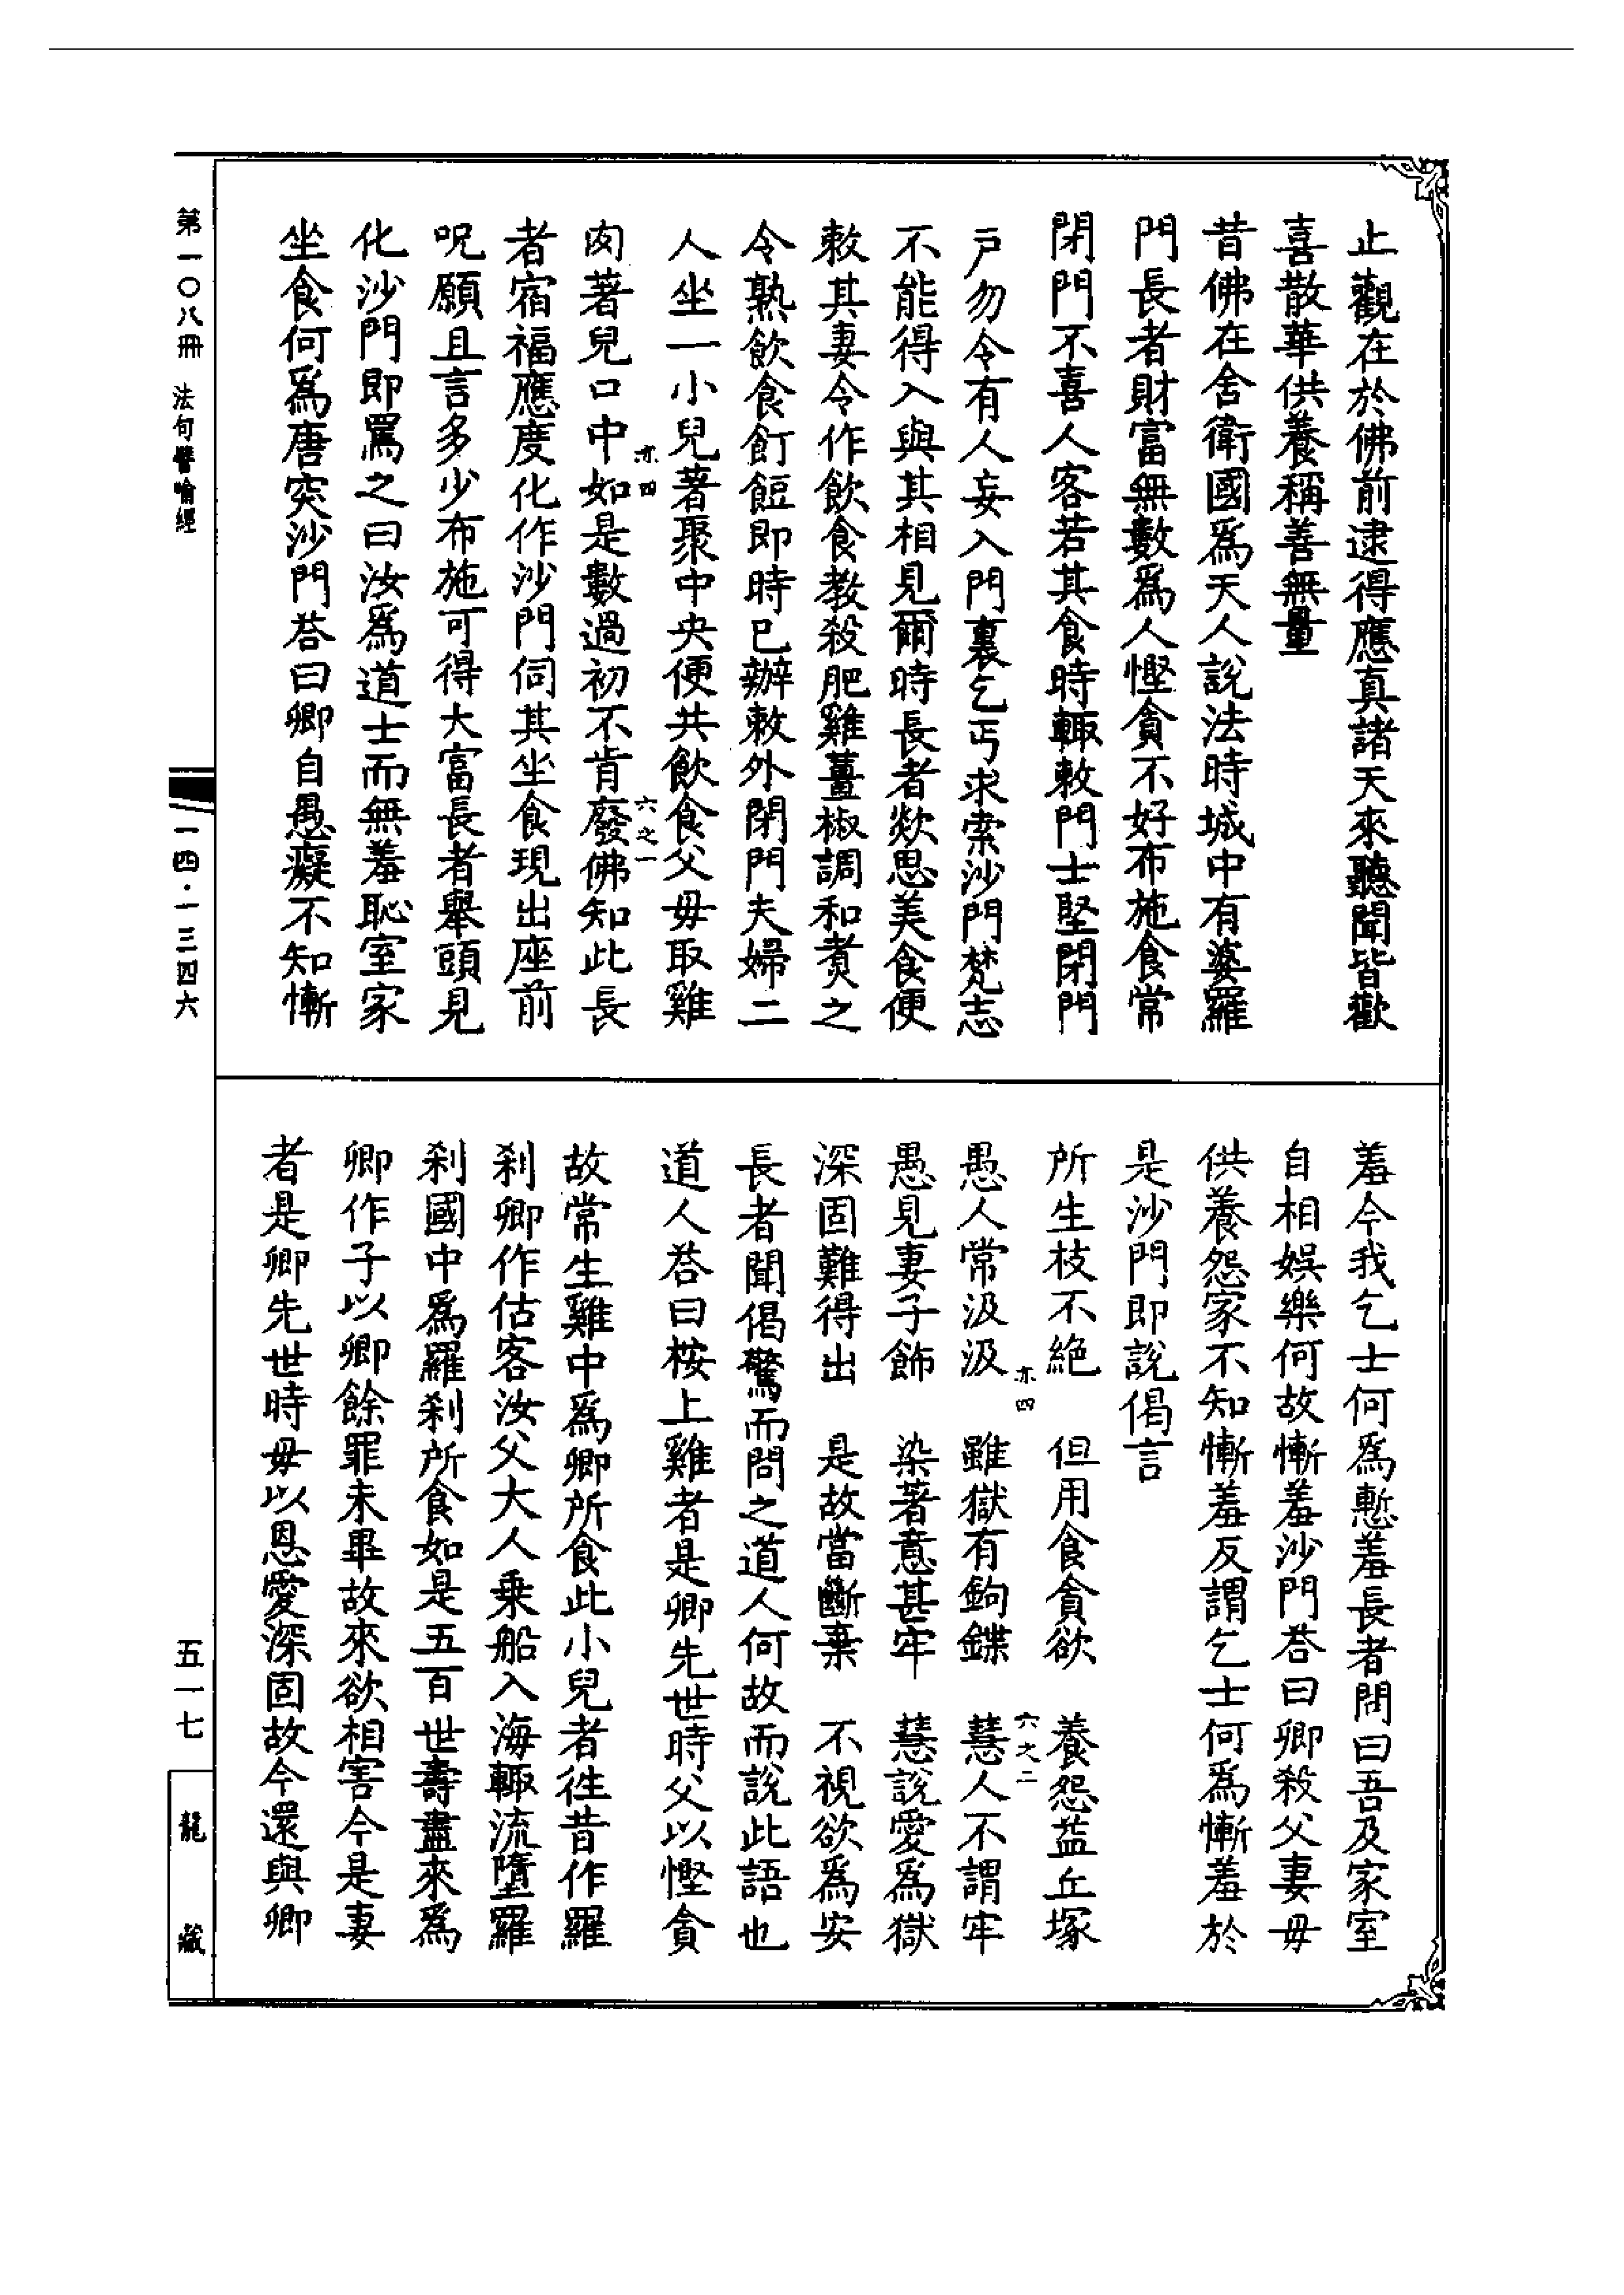 止觀在於佛前逮得應真諸天來聽聞皆歡
喜散華供養稱善無量
昔佛在舍衛國爲天人說法時城中有婆羅
門長者財富無數爲人慳貪不好布施食常
閉門不喜人客若其食時輙敕門士堅閉門
戸勿令有人妄入門裏乞丐求索沙門梵志
不能得入與其相見爾時長者欻思美食便
敕其妻令作飲食教殺肥雞薑椒調和煑之
令熟飲食飣餖即時已辦敕外閉門夫婦二
人坐一小兒著聚中央便共飲食父母取雞
肉著兒口中如是數過初不肯廢佛知此長
亦四
六之一
者宿福應度化作沙門伺其坐食現出座前
呪願且言多少布施可得大富長者舉頭見
化沙門即罵之曰汝爲道士而無羞恥室家
坐食何爲唐突沙門荅曰卿自愚癡不知慚
羞今我乞士何爲慙羞長者問曰吾及家室
自相娛樂何故慚羞沙門荅曰卿殺父妻母
供養怨家不知慚羞反謂乞士何爲慚羞於
是沙門即說偈言
所生枝不絶　但用食貪欲　養怨益丘塚
愚人常汲汲　雖獄有鉤鍱　慧人不謂牢
亦四
六之二
愚見妻子飾　染著意甚牢　慧說愛爲獄
深固難得出　是故當斷棄　不視欲爲安
長者聞偈驚而問之道人何故而說此語也
道人荅曰桉上雞者是卿先世時父以慳貪
故常生雞中爲卿所食此小兒者徃昔作羅
刹卿作估客汝父大人乗船入海輙流墮羅
刹國中爲羅刹所食如是五百世壽盡來爲
卿作子以卿餘罪未畢故來欲相害今是妻
者是卿先世時母以恩愛深固故今還與卿
第一〇八冊　法句譬喻經
一四·一三四六
五一七
龍藏